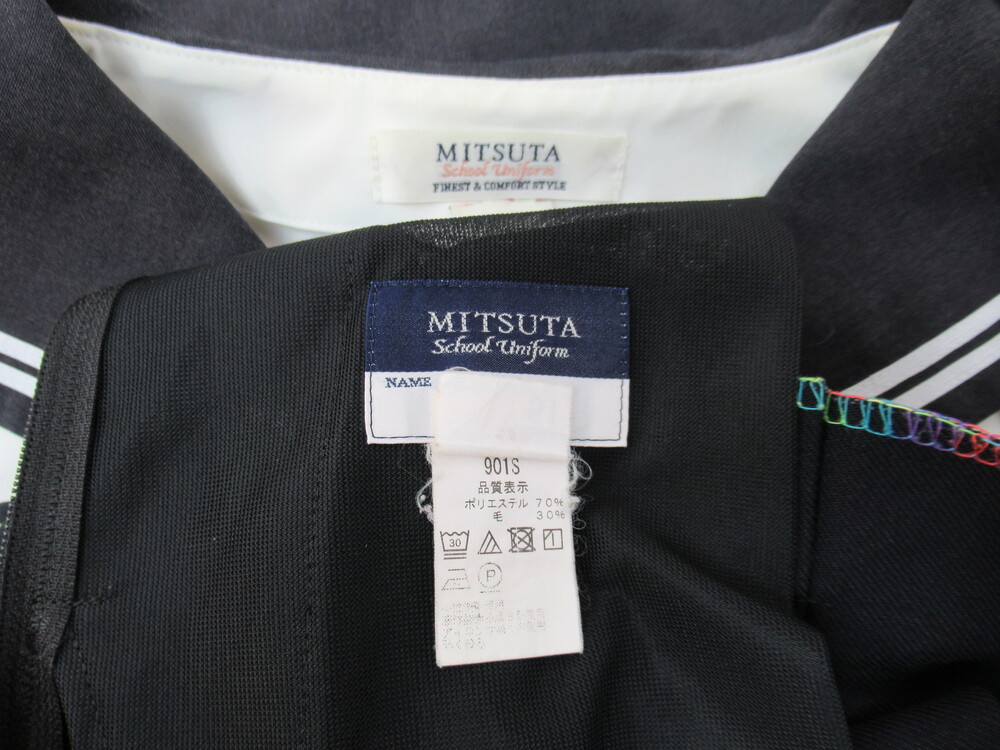 MITSUTA
School Uniform
FINEST & COMFORT STYLE
MITSUTA
School Uniform
NAME
901S
品質表示
ポリエステル 70%
毛 30%
30
P